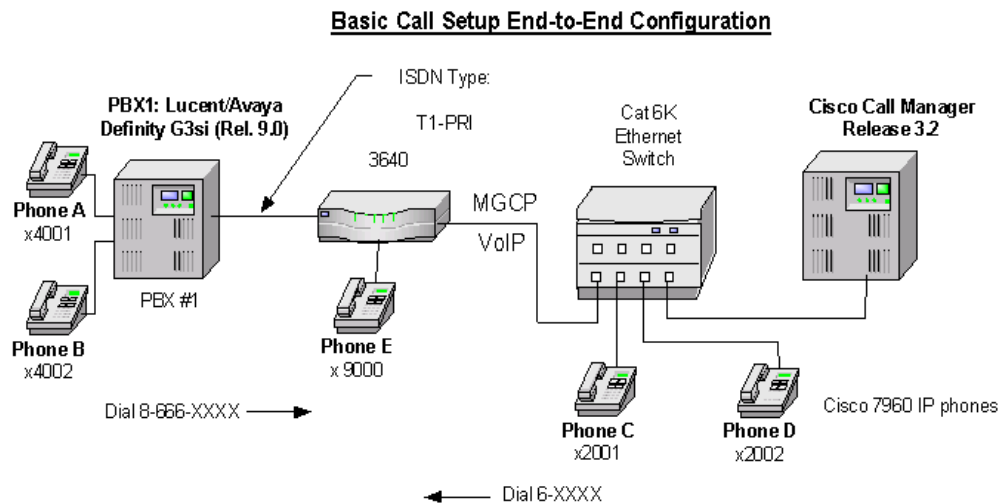 Basic Call Setup End-to-End Configuration
ISDN Type:
T1-PRI
PBX1: Lucent/Avaya
Definity G3si (Rel. 9.0)
3640
Cat 6K
Ethernet
Switch
Cisco Call Manager
Release 3.2
Phone A
x4001
MGCP
VoIP
PBX #1
Phone B
x4002
Phone E
x 9000
Phone C
x2001
Phone D
x2002
Cisco 7960 IP phones
Dial 8-666-XXXX
Dial 6-XXXX